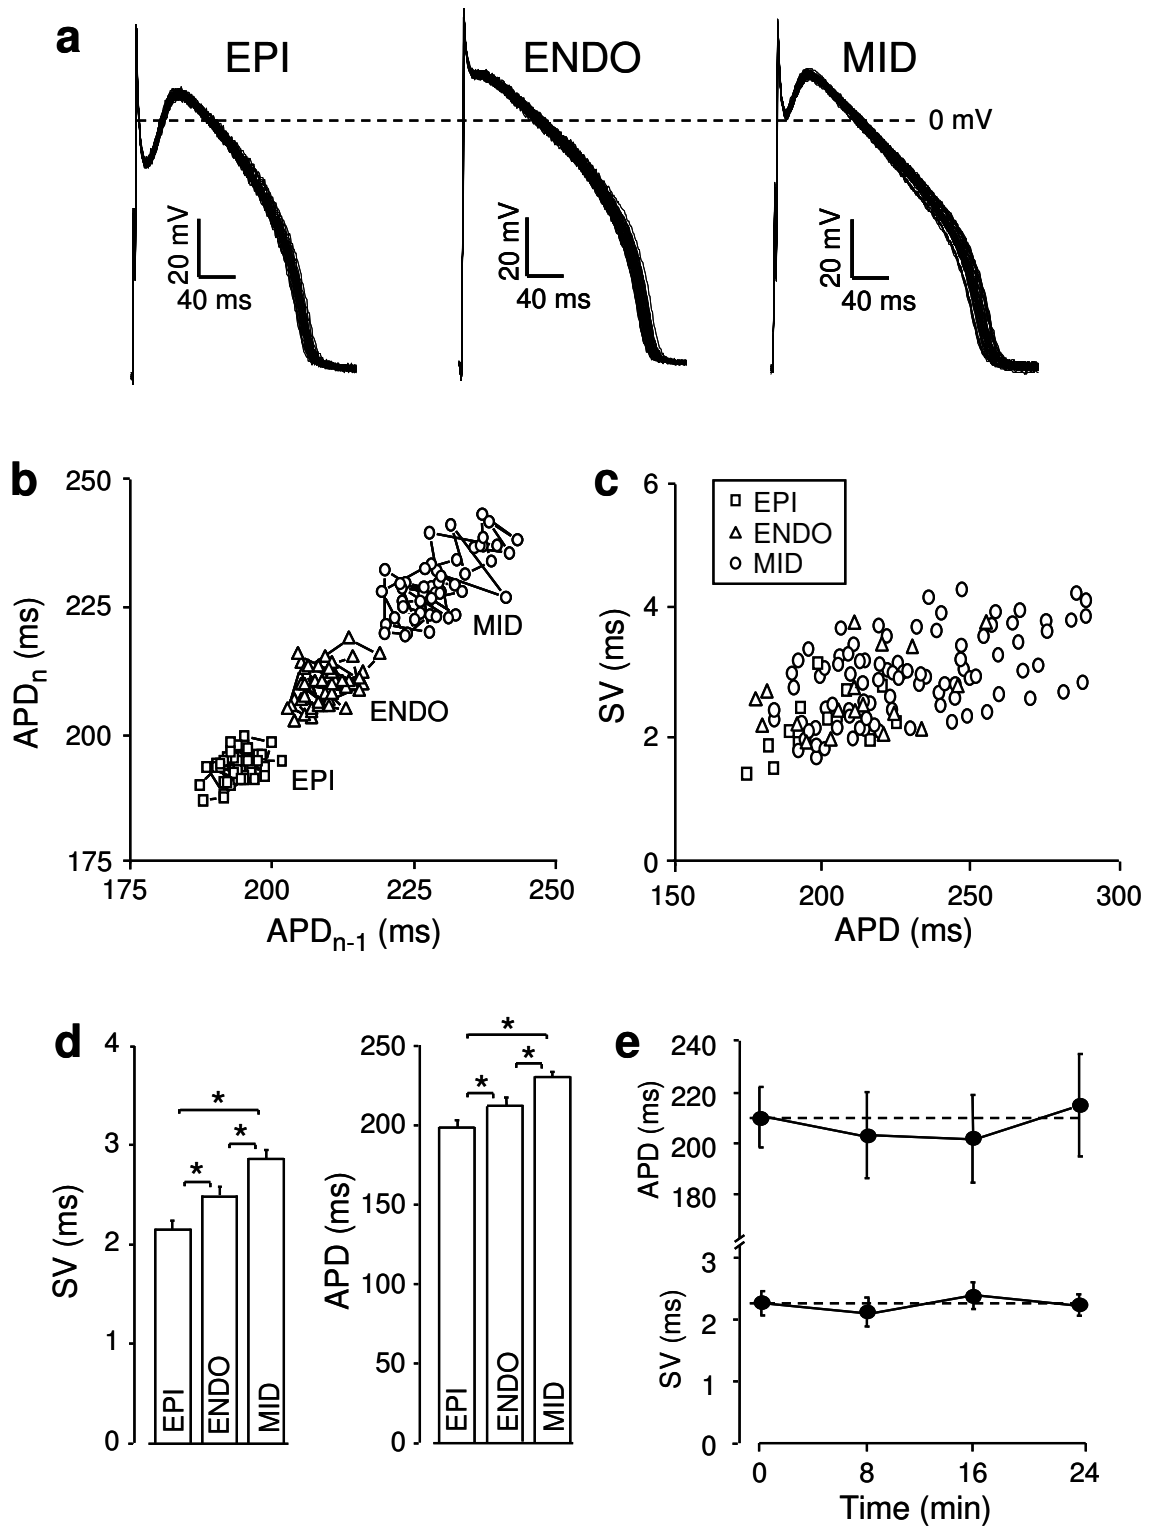 a
EPI
ENDO
MID
0 mV
20 mV
40 ms
20 mV
40 ms
20 mV
40 ms
b
250
225
200
175
175
200
225
250
APDn (ms)
APDn-1 (ms)
MID
ENDO
EPI
c
6
4
2
0
150
200
250
300
SV (ms)
APD (ms)
EPI
ENDO
MID
d
4
3
2
1
0
SV (ms)
*
*
*
EPI
ENDO
MID
250
200
150
100
50
0
APD (ms)
*
*
*
EPI
ENDO
MID
e
240
220
200
180
APD (ms)
3
2
1
0
SV (ms)
0
8
16
24
Time (min)